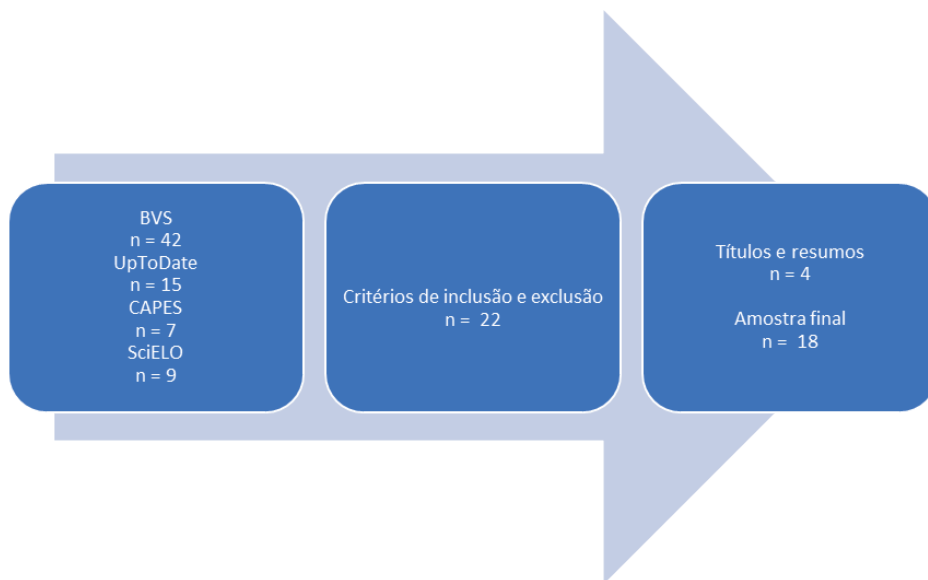 BVS
n = 42
UpToDate
n = 15
CAPES
n = 7
SciELO
n = 9
Critérios de inclusão e exclusão
n = 22
Títulos e resumos
n = 4
Amostra final
n = 18